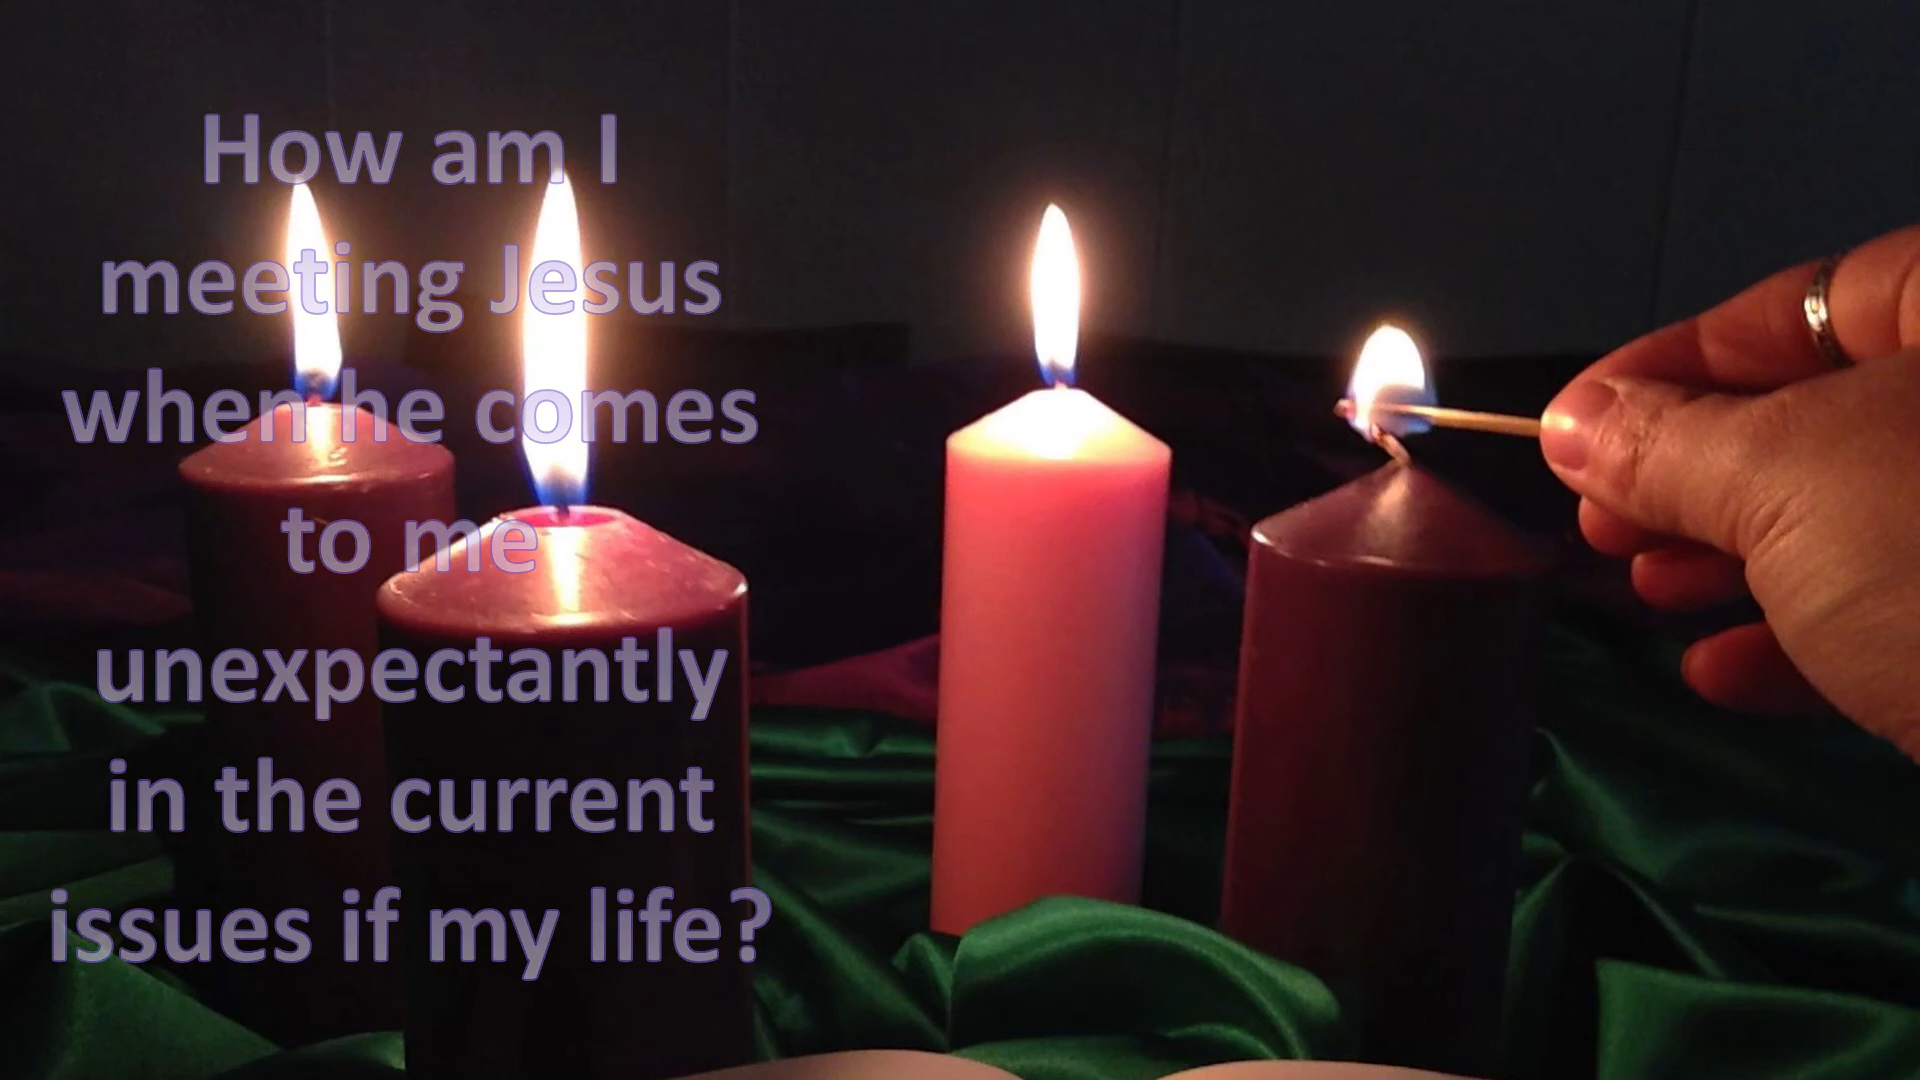 How am I
meeting Jesus
when he comes
to me
unexpectantly
in the current
issues if my life?